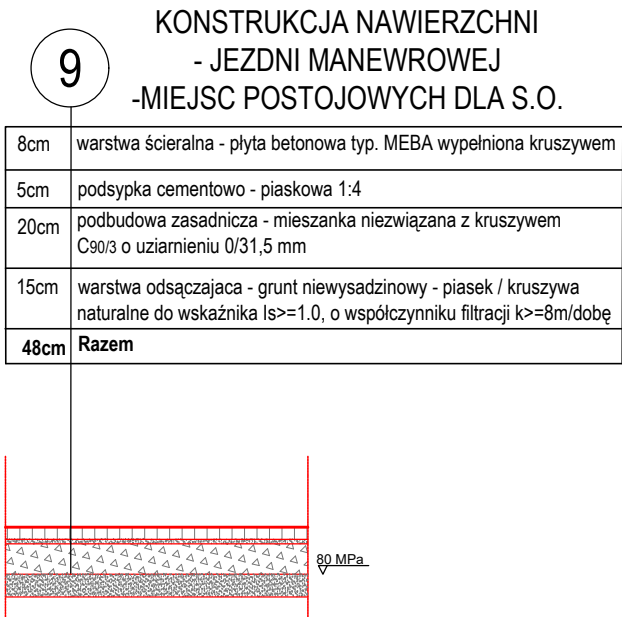 KONSTRUKCJA NAWIERZCHNI
9
- JEZDNI MANEWROWEJ
-MIEJSC POSTOJOWYCH DLA S.O.
8cm warstwa ścieralna - płyta betonowa typ. MEBA wypełniona kruszywem
5cm podsypka cementowo - piaskowa 1:4
20cm podbudowa zasadnicza - mieszanka niezwiązana z kruszywem
C90/3 o uziarnieniu 0/31,5 mm
15cm warstwa odsączajaca - grunt niewysadzinowy - piasek / kruszywa
naturalne do wskaźnika Is>=1.0, o współczynniku filtracji k>=8m/dobę
48cm Razem
80 MPa